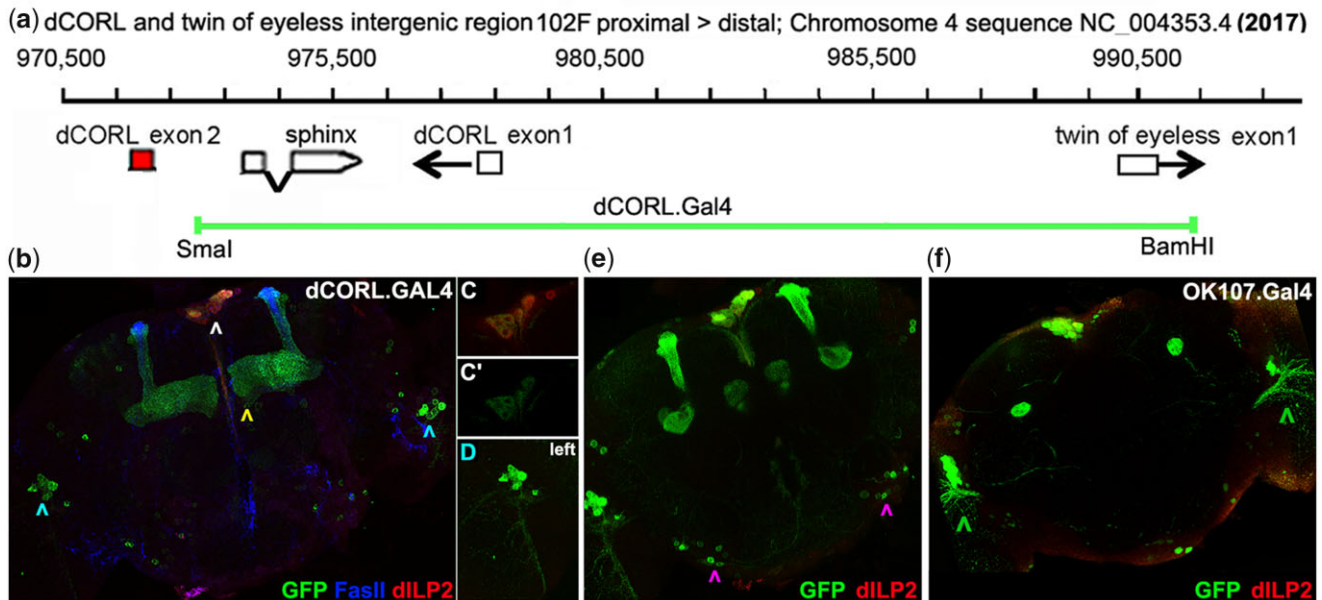 (a) dCORL and twin of eyeless intergenic region 102F proximal > distal; Chromosome 4 sequence NC_004353.4 (2017)
970,500 975,500 980,500 985,500 990,500
dCORL exon 2 sphinx dCORL exon1 twin of eyeless exon1
dCORL.Gal4
SmaI BamHI
(b) (e) (f)
dCORL.GAL4 C OK107.Gal4
^
C'
^ ^ ^
D left
^ ^ ^ ^
GFP FasII dILP2 GFP dILP2 GFP dILP2